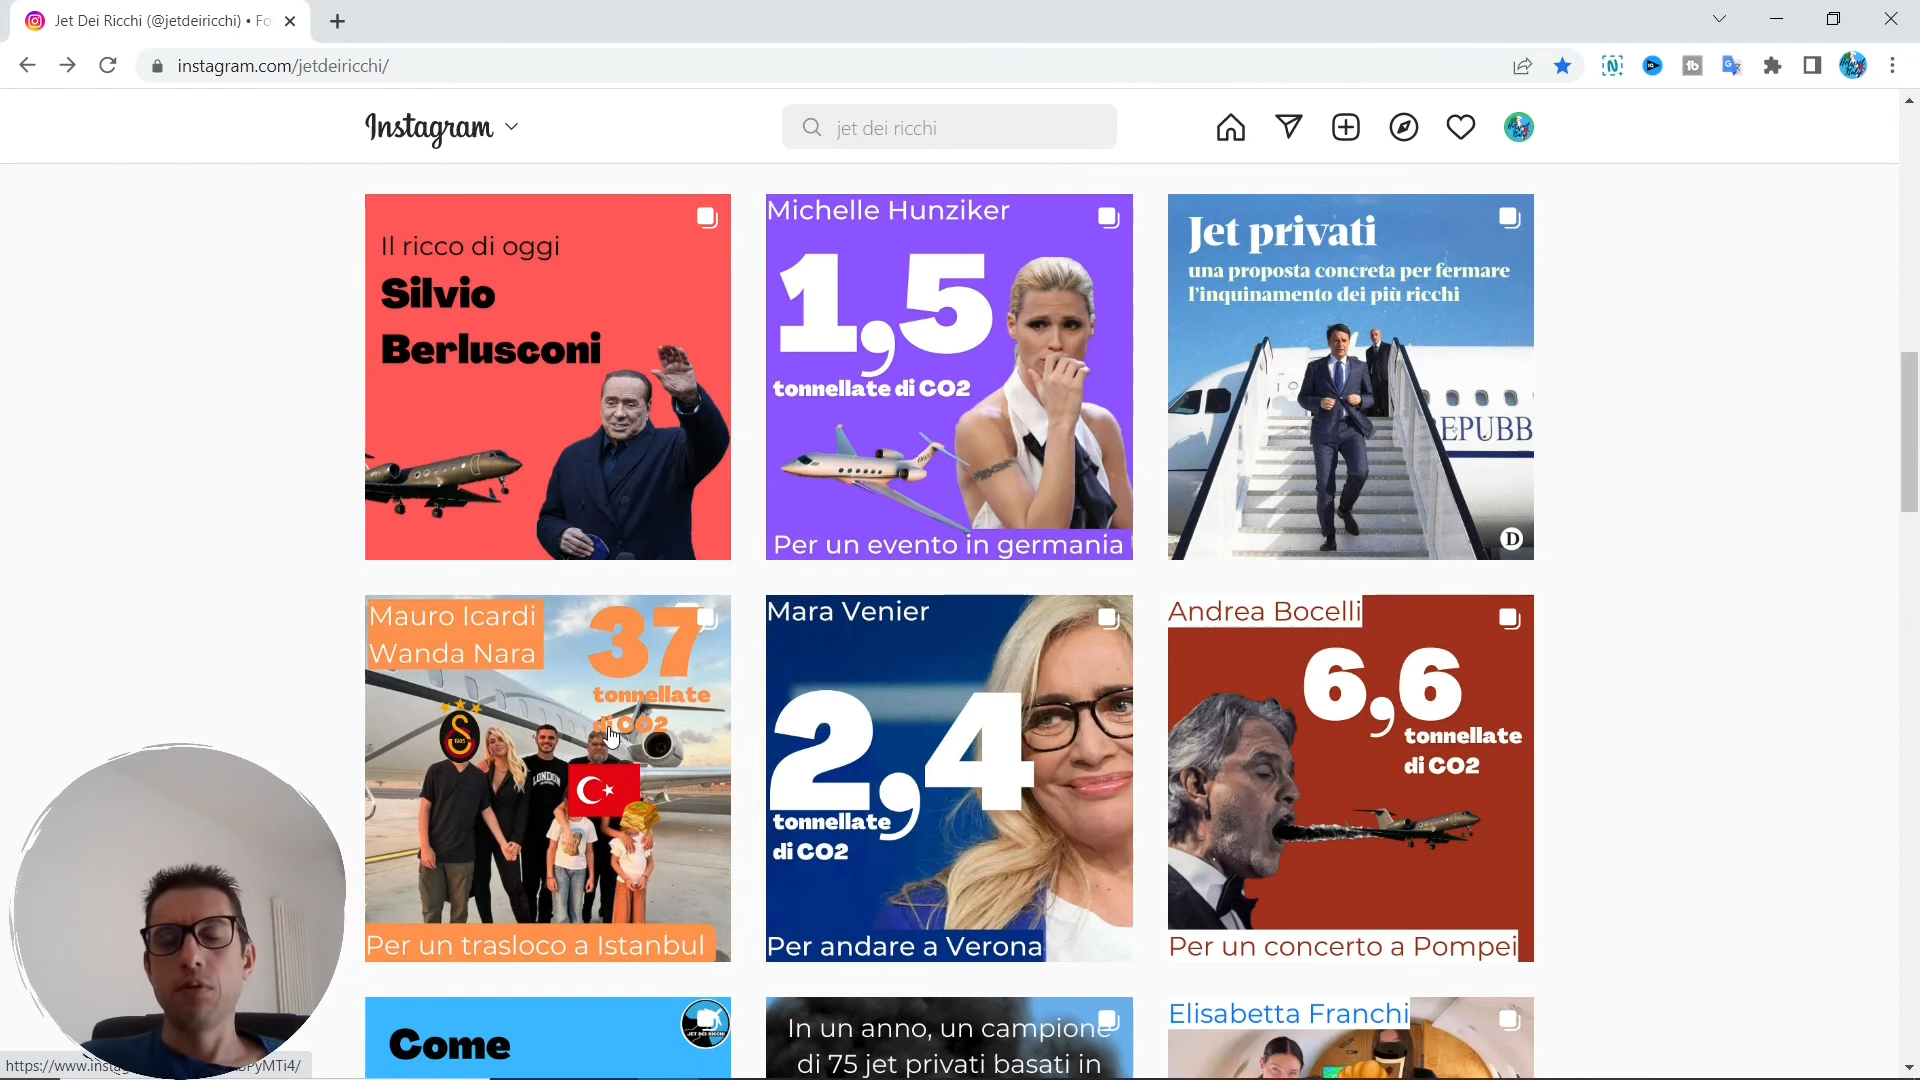 Jet Dei Ricchi (@jetdeiricchi) • Fo
instagram.com/jetdeiricchi/
Instagram
jet dei ricchi
Il ricco di oggi
Silvio
Berlusconi
Michelle Hunziker
1,5
tonnellate di CO2
Per un evento in germania
Jet privati
una proposta concreta per fermare
l'inquinamento dei più ricchi
EPUBB
D
Mauro Icardi
Wanda Nara
37
tonnellate
di CO2
1905
LONDON
Per un trasloco a Istanbul
Mara Venier
2,4
tonnellate
di CO2
Per andare a Verona
Andrea Bocelli
6,6
tonnellate
di CO2
Per un concerto a Pompei
Come
JET DEI RICCHI
In un anno, un campione
di 75 jet privati basati in
Elisabetta Franchi
https://www.insta
PyMTi4/